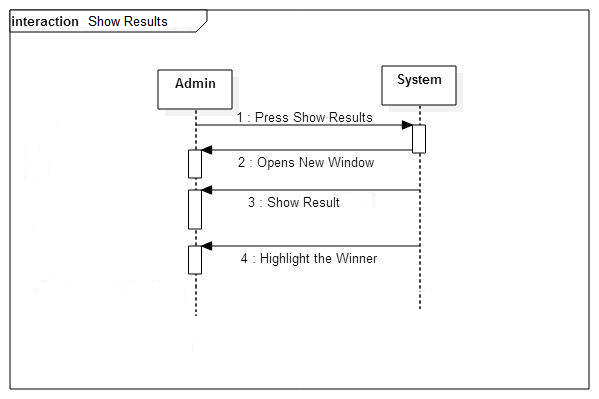 interaction Show Results
Admin
System
1 : Press Show Results
2 : Opens New Window
3 : Show Result
4 : Highlight the Winner